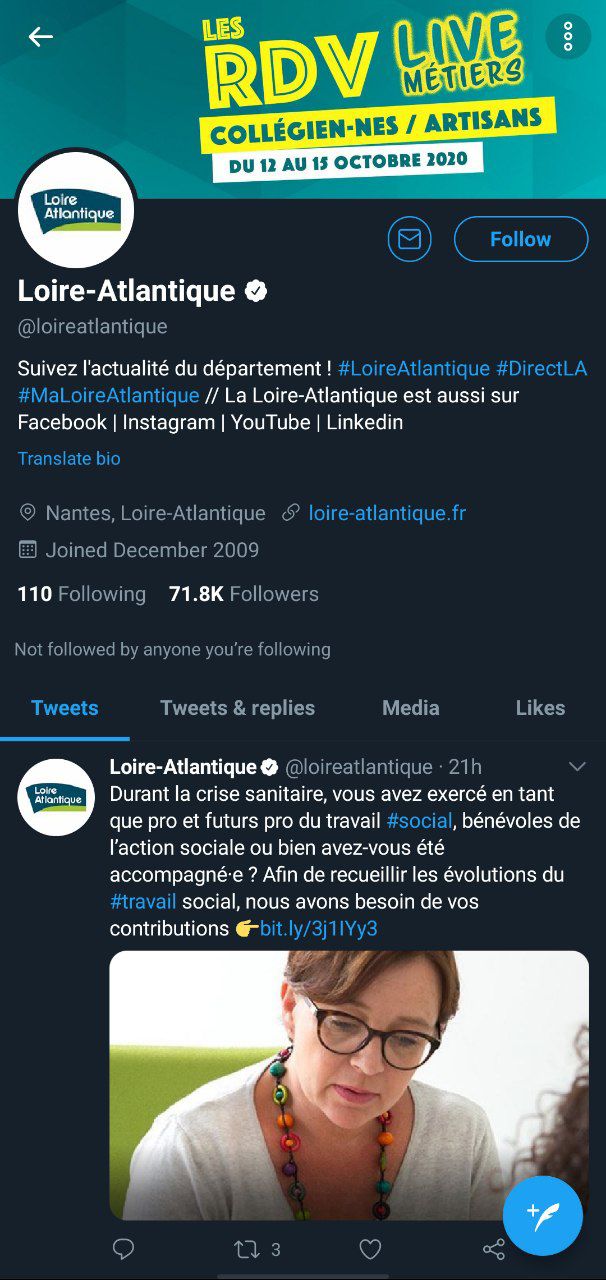 LES
RDV LIVE
MÉTIERS
COLLÉGIEN-NES / ARTISANS
DU 12 AU 15 OCTOBRE 2020
Loire
Atlantique
Follow
Loire-Atlantique
@loireatlantique
Suivez l'actualité du département ! #LoireAtlantique #DirectLA
#MaLoireAtlantique // La Loire-Atlantique est aussi sur
Facebook | Instagram | YouTube | Linkedin
Translate bio
Nantes, Loire-Atlantique loire-atlantique.fr
Joined December 2009
110 Following 71.8K Followers
Not followed by anyone you're following
Tweets Tweets & replies Media Likes
Loire-Atlantique @loireatlantique · 21h
Loire
Atlantique
Durant la crise sanitaire, vous avez exercé en tant
que pro et futurs pro du travail #social, bénévoles de
l'action sociale ou bien avez-vous été
accompagné·e ? Afin de recueillir les évolutions du
#travail social, nous avons besoin de vos
contributions 👉bit.ly/3j1IYy3
3